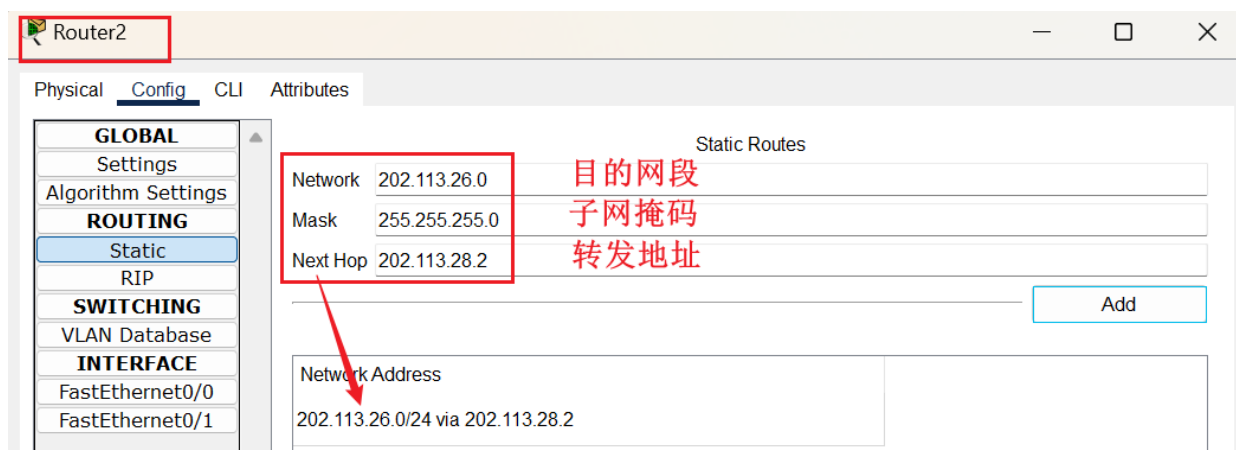 Router2
Physical Config CLI Attributes
GLOBAL
Settings
Algorithm Settings
ROUTING
Static
RIP
SWITCHING
VLAN Database
INTERFACE
FastEthernet0/0
FastEthernet0/1
Static Routes
Network 202.113.26.0 目的网段
Mask 255.255.255.0 子网掩码
Next Hop 202.113.28.2 转发地址
Add
Network Address
202.113.26.0/24 via 202.113.28.2